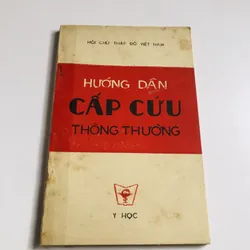 HỘI CHỮ THẬP ĐỎ VIỆT NAM
HƯỚNG DẪN
CẤP CỨU
THÔNG THƯỜNG
Y HỌC